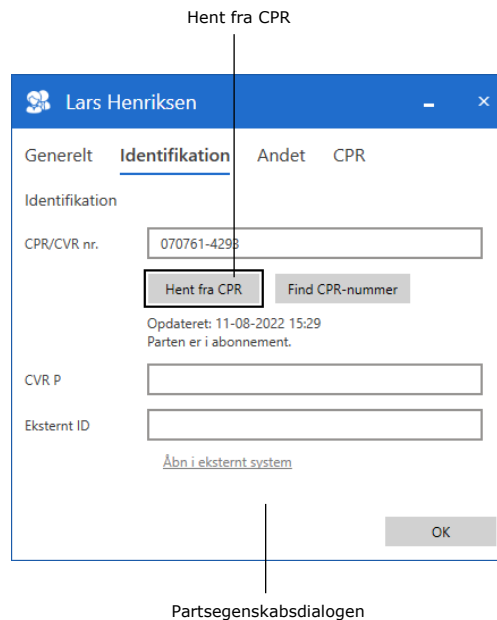 Hent fra CPR
Lars Henriksen
Generelt Identifikation Andet CPR
Identifikation
CPR/CVR nr. 070761-4293
Hent fra CPR Find CPR-nummer
Opdateret: 11-08-2022 15:29
Parten er i abonnement.
CVR P
Eksternt ID
Åbn i eksternt system
OK
Partsegenskabsdialogen